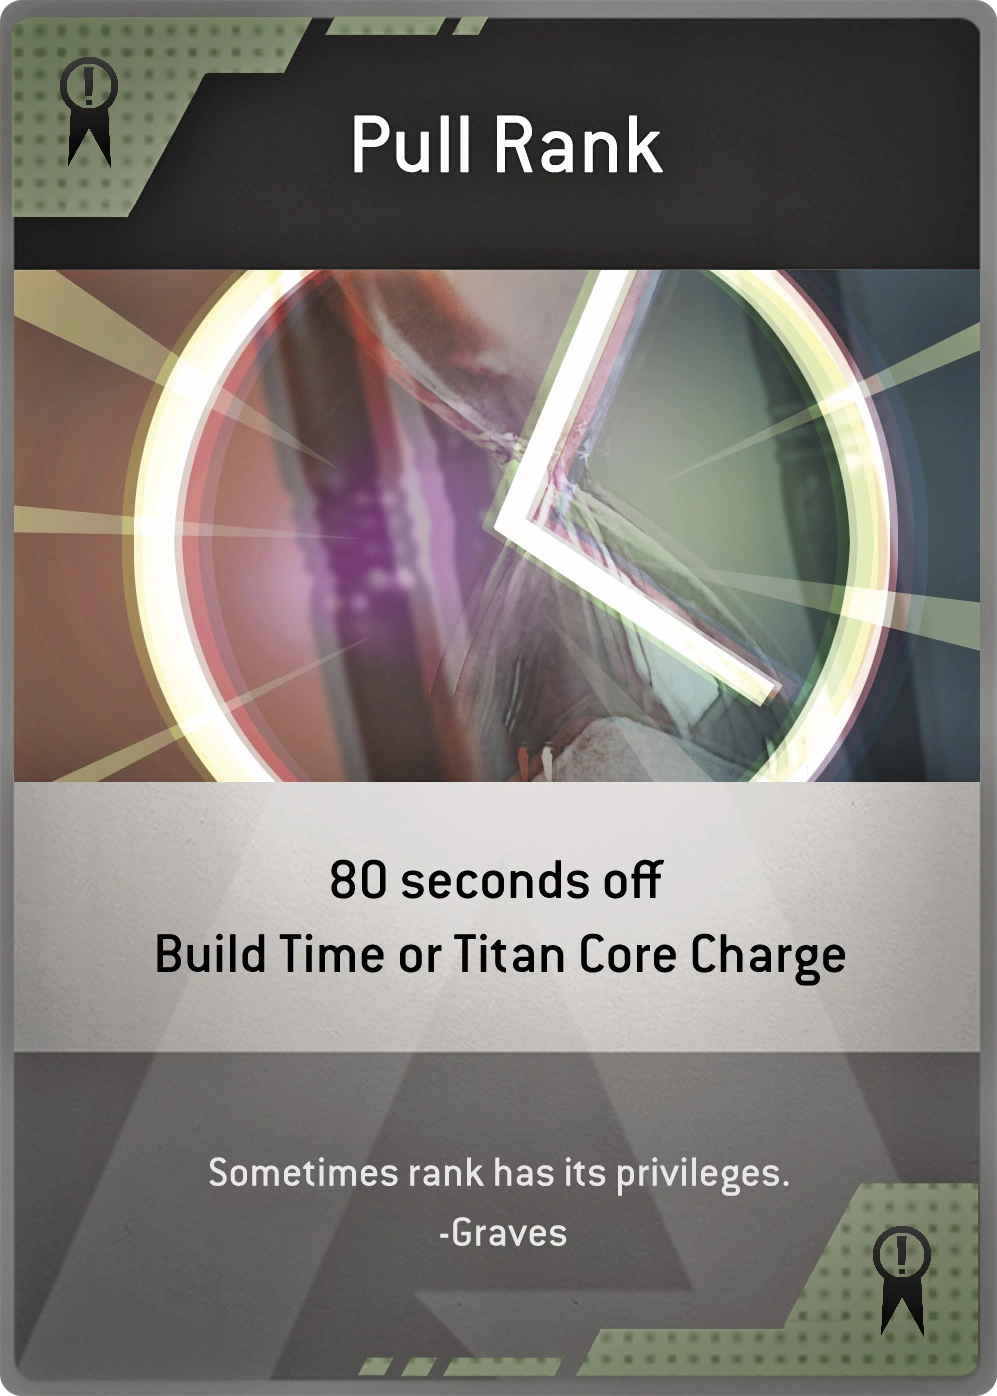 !
Pull Rank
80 seconds off
Build Time or Titan Core Charge
Sometimes rank has its privileges.
-Graves
!